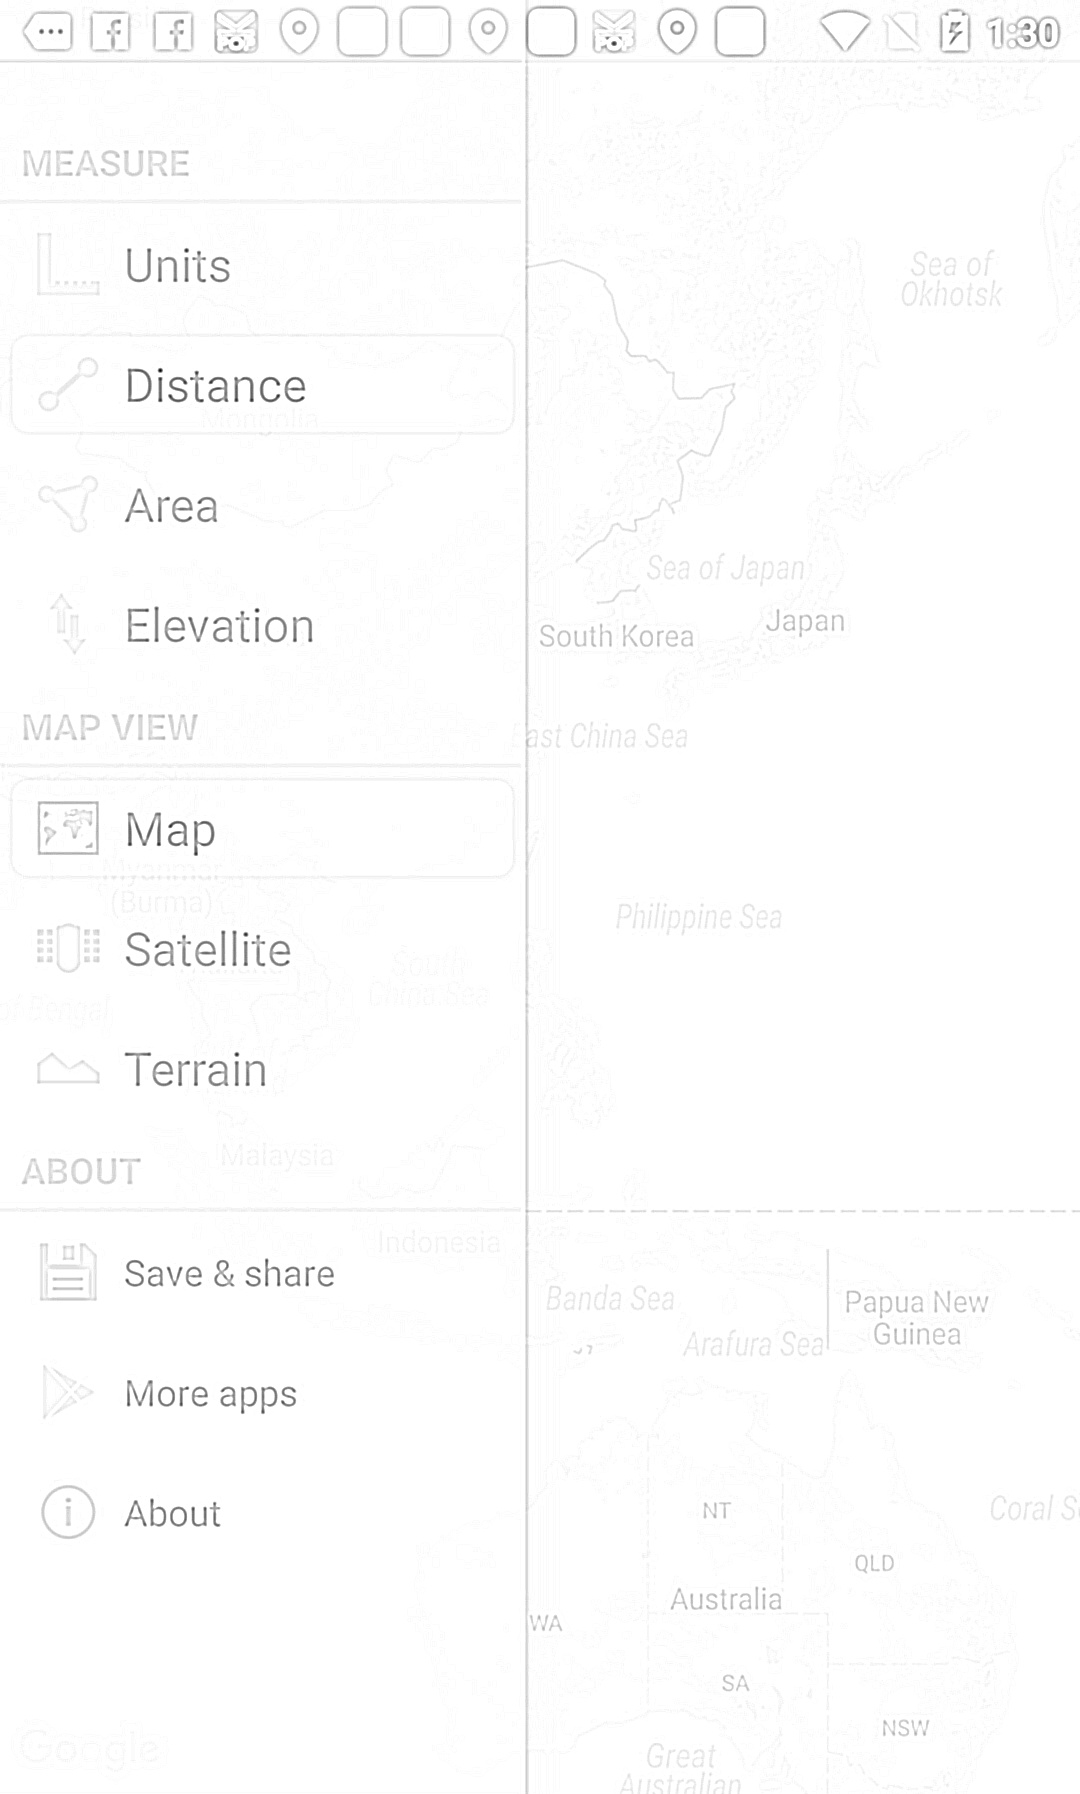 1:30
MEASURE
Units
Distance
Mongolia
Area
Elevation
MAP VIEW
Map
Myanmar
(Burma)
Satellite
South
China Sea
of Bengal
Terrain
Malaysia
ABOUT
Indonesia
Save & share
More apps
About
Google
Sea of
Okhotsk
Sea of Japan
Japan
South Korea
East China Sea
Philippine Sea
Banda Sea
Papua New
Guinea
Arafura Sea
NT
Coral
QLD
Australia
WA
SA
NSW
Great
Australian